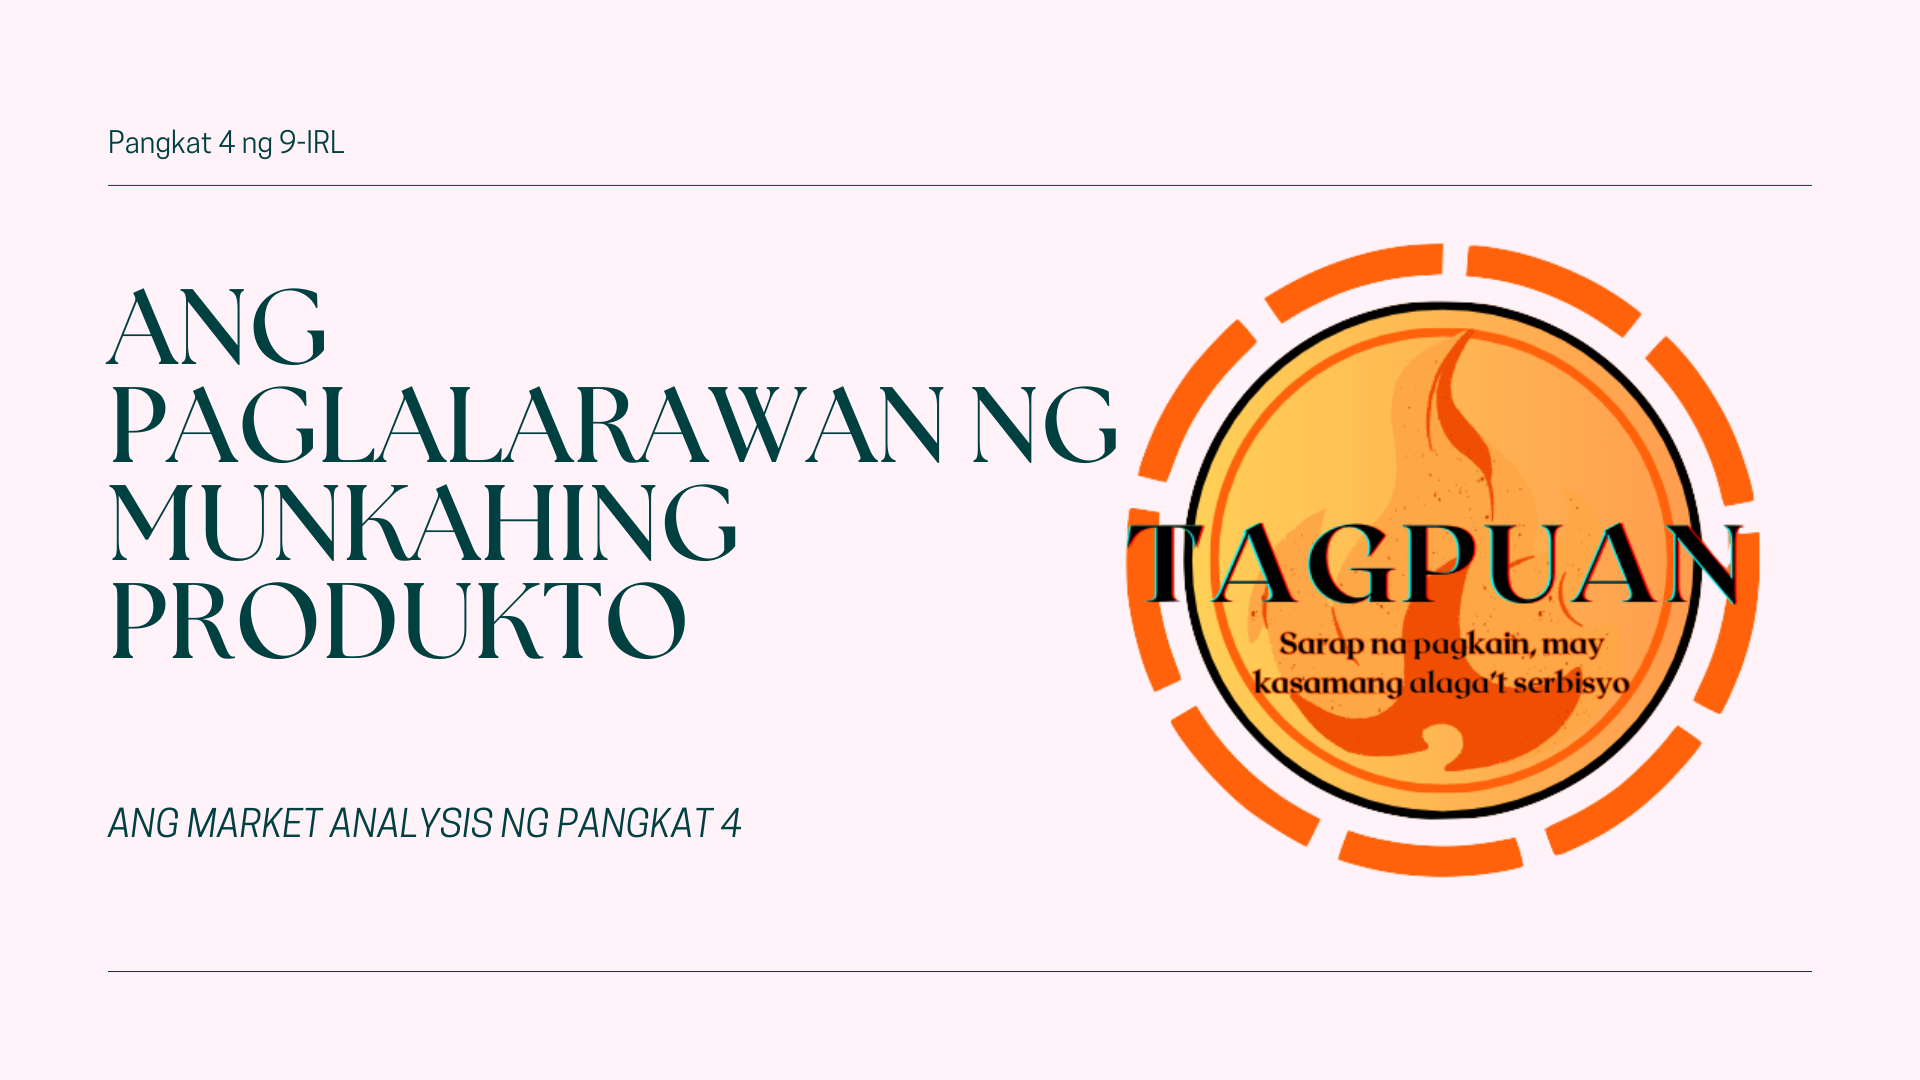 Pangkat 4 ng 9-IRL
ANG
PAGLALARAWAN NG
MUNKAHING
PRODUKTO
TAGPUAN
Sarap na pagkain, may
kasamang alaga't serbisyo
ANG MARKET ANALYSIS NG PANGKAT 4